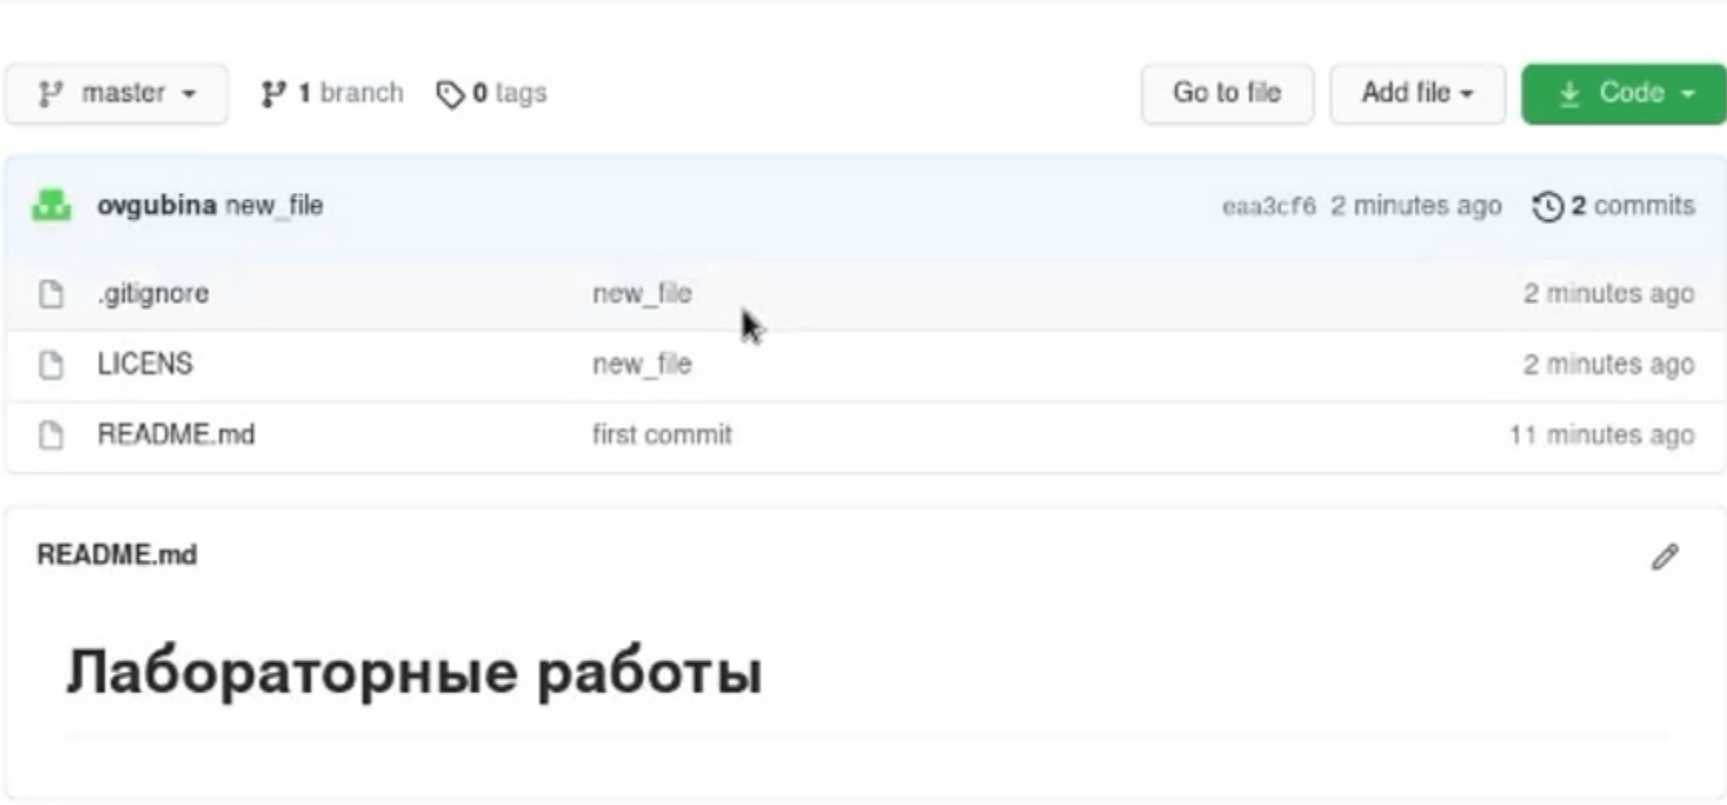 master 1 branch 0 tags Go to file Add file Code
ovgubina new_file eaa3cf6 2 minutes ago 2 commits
.gitignore new_file 2 minutes ago
LICENS new_file 2 minutes ago
README.md first commit 11 minutes ago
README.md
Лабораторные работы